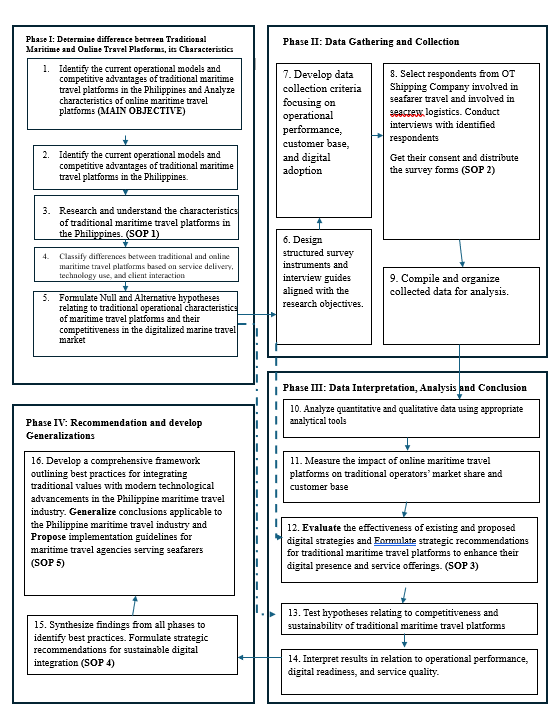 Phase I: Determine difference between Traditional
Maritime and Online Travel Platforms, its Characteristics
1. Identify the current operational models and
competitive advantages of traditional maritime
travel platforms in the Philippines and Analyze
characteristics of online maritime travel
platforms (MAIN OBJECTIVE)
2. Identify the current operational models and
competitive advantages of traditional maritime
travel platforms in the Philippines.
3. Research and understand the characteristics
of traditional maritime travel platforms in
the Philippines. (SOP 1)
4. Classify differences between traditional and online
maritime travel platforms based on service delivery,
technology use, and client interaction
5. Formulate Null and Alternative hypotheses
relating to traditional operational characteristics
of maritime travel platforms and their
competitiveness in the digitalized marine travel
market
Phase II: Data Gathering and Collection
7. Develop data
collection criteria
focusing on
operational
performance,
customer base,
and digital
adoption
8. Select respondents from OT
Shipping Company involved in
seafarer travel and involved in
seacrew logistics. Conduct
interviews with identified
respondents
Get their consent and distribute
the survey forms (SOP 2)
6. Design
structured survey
instruments and
interview guides
aligned with the
research objectives.
9. Compile and organize
collected data for analysis.
Phase III: Data Interpretation, Analysis and Conclusion
10. Analyze quantitative and qualitative data using appropriate
analytical tools
11. Measure the impact of online maritime travel
platforms on traditional operators' market share and
customer base
12. Evaluate the effectiveness of existing and proposed
digital strategies and Formulate strategic recommendations
for traditional maritime travel platforms to enhance their
digital presence and service offerings. (SOP 3)
13. Test hypotheses relating to competitiveness and
sustainability of traditional maritime travel platforms
14. Interpret results in relation to operational performance,
digital readiness, and service quality.
Phase IV: Recommendation and develop
Generalizations
16. Develop a comprehensive framework
outlining best practices for integrating
traditional values with modern technological
advancements in the Philippine maritime travel
industry. Generalize conclusions applicable to
the Philippine maritime travel industry and
Propose implementation guidelines for
maritime travel agencies serving seafarers
(SOP 5)
15. Synthesize findings from all phases to
identify best practices. Formulate strategic
recommendations for sustainable digital
integration (SOP 4)